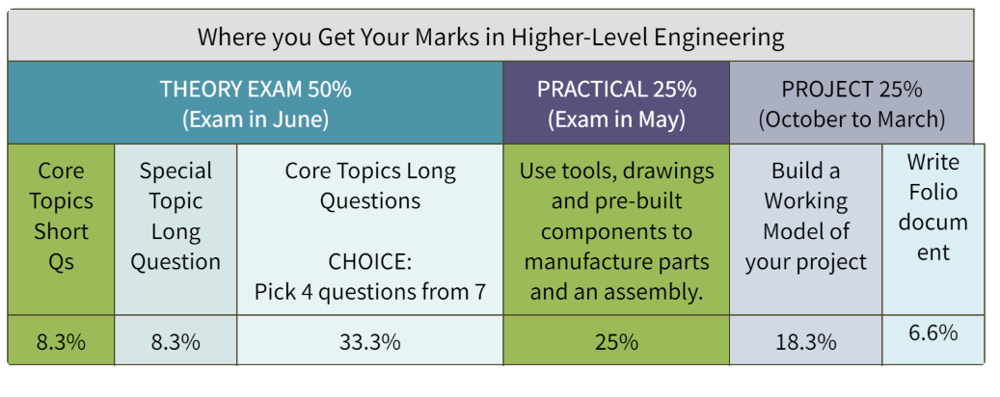 Where you Get Your Marks in Higher-Level Engineering
THEORY EXAM 50%
(Exam in June)
PRACTICAL 25%
(Exam in May)
PROJECT 25%
(October to March)
Core
Topics
Short
Qs
Special
Topic
Long
Question
Core Topics Long
Questions
CHOICE:
Pick 4 questions from 7
Use tools, drawings
and pre-built
components to
manufacture parts
and an assembly.
Build a
Working
Model of
your project
Write
Folio
docum
ent
8.3%
8.3%
33.3%
25%
18.3%
6.6%